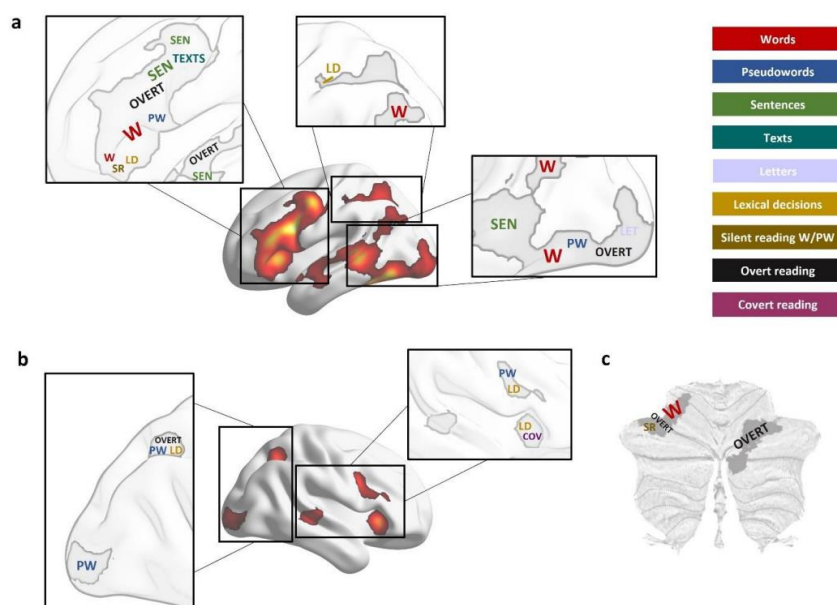 a
SEN
TEXTS
SEN
OVERT
PW
W
W
LD
SR
OVERT
SEN
LD
W
W
SEN
LET
PW
OVERT
W
Words
Pseudowords
Sentences
Texts
Letters
Lexical decisions
Silent reading W/PW
Overt reading
Covert reading
b
OVERT
PW LD
PW
PW
LD
LD
COV
c
W
OVERT
SR
OVERT